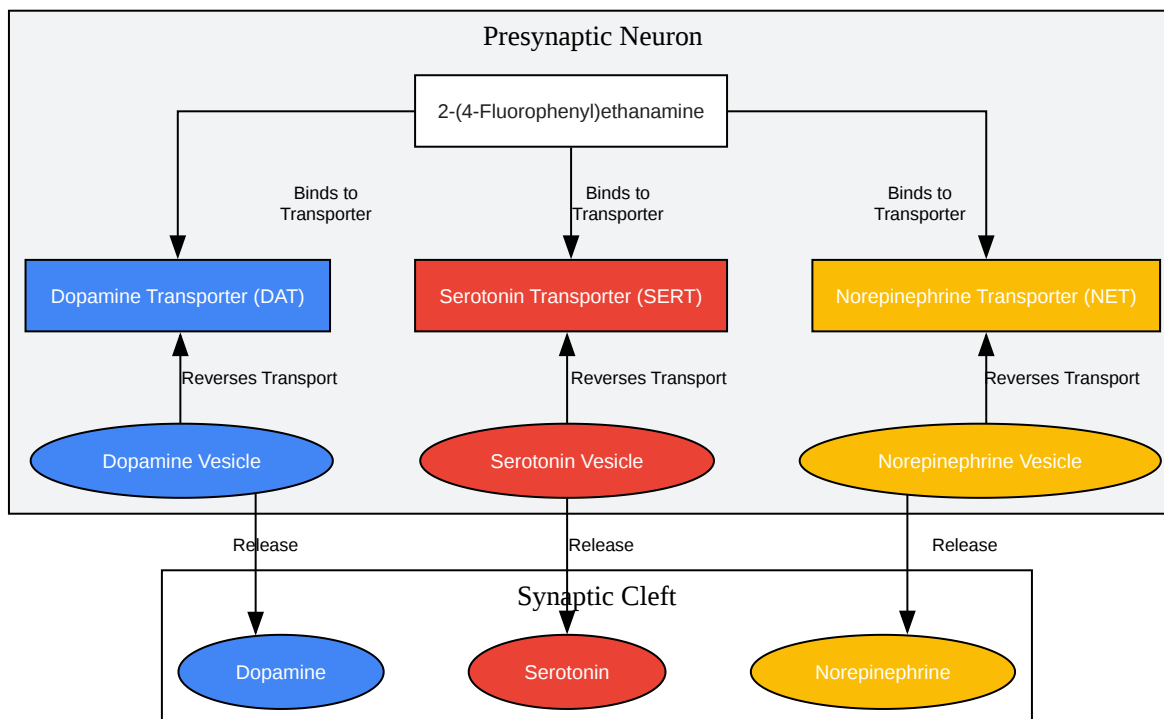 Presynaptic Neuron
2-(4-Fluorophenyl)ethanamine
Binds to
Transporter
Binds to
Transporter
Binds to
Transporter
Dopamine Transporter (DAT)
Serotonin Transporter (SERT)
Norepinephrine Transporter (NET)
Reverses Transport
Reverses Transport
Reverses Transport
Dopamine Vesicle
Serotonin Vesicle
Norepinephrine Vesicle
Release
Release
Release
Synaptic Cleft
Dopamine
Serotonin
Norepinephrine